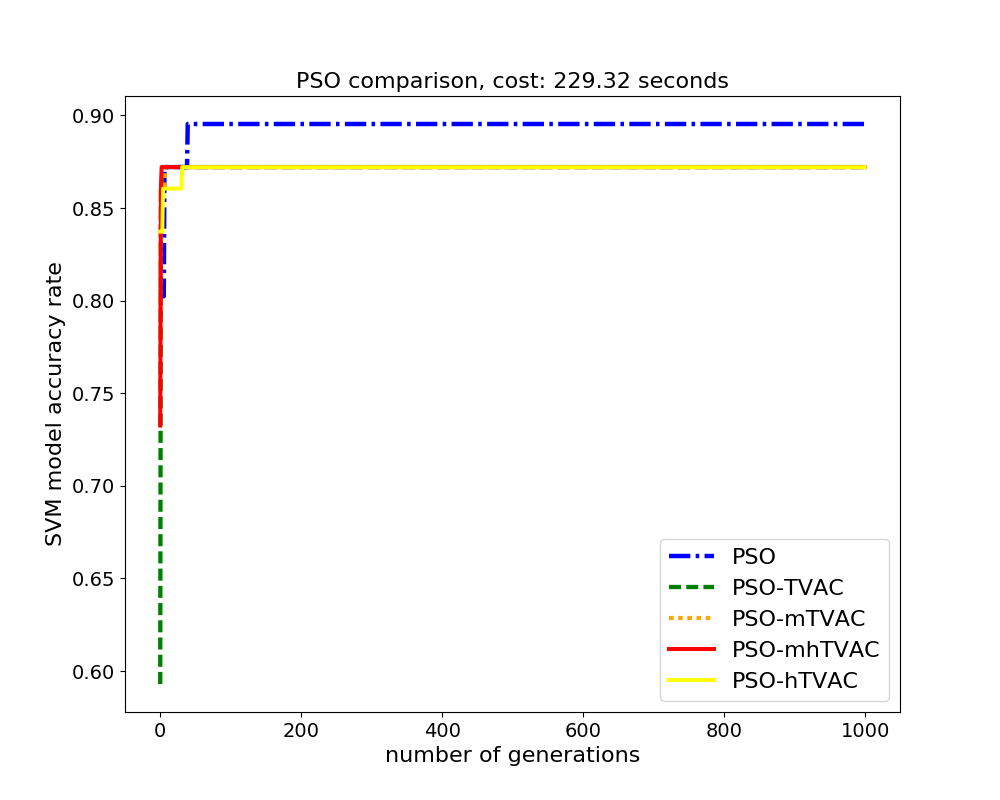 PSO comparison, cost: 229.32 seconds
SVM model accuracy rate
0.90
0.85
0.80
0.75
0.70
0.65
0.60
PSO
PSO-TVAC
PSO-mTVAC
PSO-mhTVAC
PSO-hTVAC
0 200 400 600 800 1000
number of generations